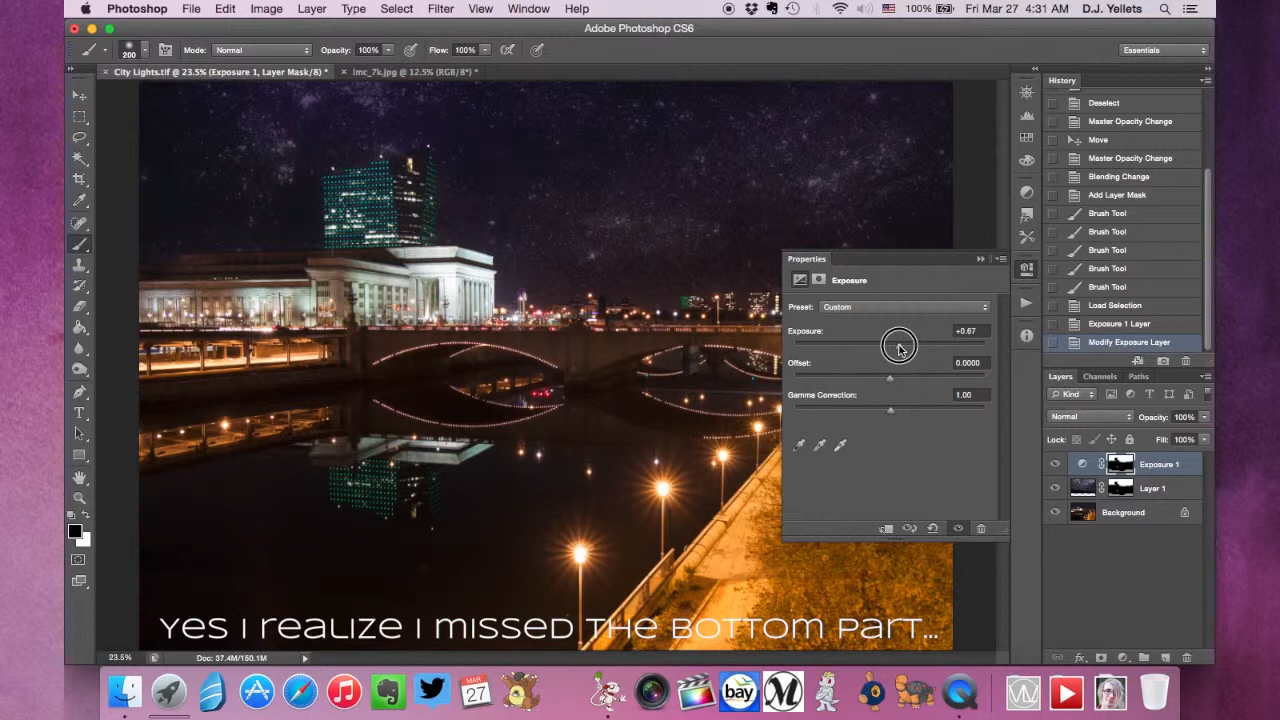 Photoshop File Edit Image Layer Type Select Filter View Window Help 100% Fri Mar 27 4:31 AM D.J. Yellets
Adobe Photoshop CS6
200 Mode: Normal Opacity: 100% Flow: 100% Essentials
City Lights.tif @ 23.5% (Exposure 1, Layer Mask/8) * imc_7k.jpg @ 12.5% (RGB/8*) *
History
Deselect
Master Opacity Change
Move
Master Opacity Change
Blending Change
Add Layer Mask
Brush Tool
Brush Tool
Brush Tool
Brush Tool
Brush Tool
Load Selection
Exposure 1 Layer
Modify Exposure Layer
Properties
Exposure
Preset: Custom
Exposure: +0.67
Offset: 0.0000
Gamma Correction: 1.00
Layers Channels Paths
Kind
Normal Opacity: 100%
Lock: Fill: 100%
Exposure 1
Layer 1
Background
Yes I realize I missed the bottom part...
23.5% Doc: 37.4M/150.1M
MAR
27
bay
M